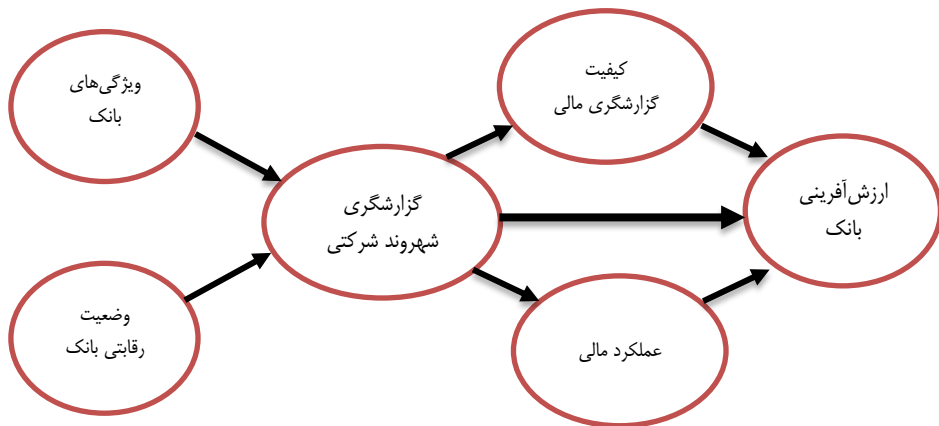 ویژگی‌های
بانک
وضعیت
رقابتی بانک
گزارشگری
شهروند شرکتی
کیفیت
گزارشگری مالی
عملکرد مالی
ارزش‌آفرینی
بانک